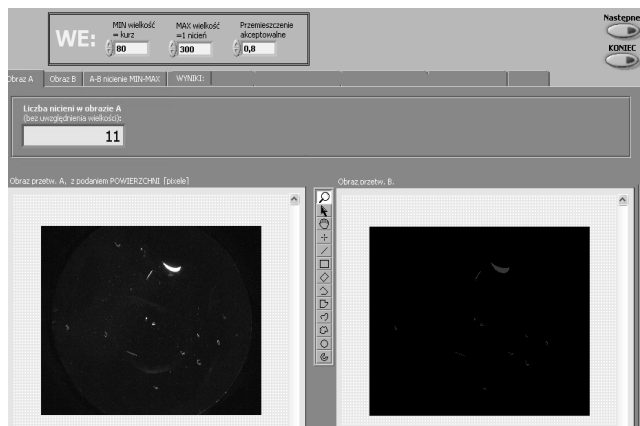 WE:
MIN wielkość
= kurz
80
MAX wielkość
=1 nicień
300
Przemieszczenie
akceptowalne
0,8
Następne
KONIEC
Obraz A
Obraz B
A-B nicienie MIN-MAX
WYNIKI:
Liczba nicieni w obrazie A
(bez uwzględnienia wielkości):
11
Obraz przetw. A, z podaniem POWIERZCHNI [pixele]
Obraz przetw. B.